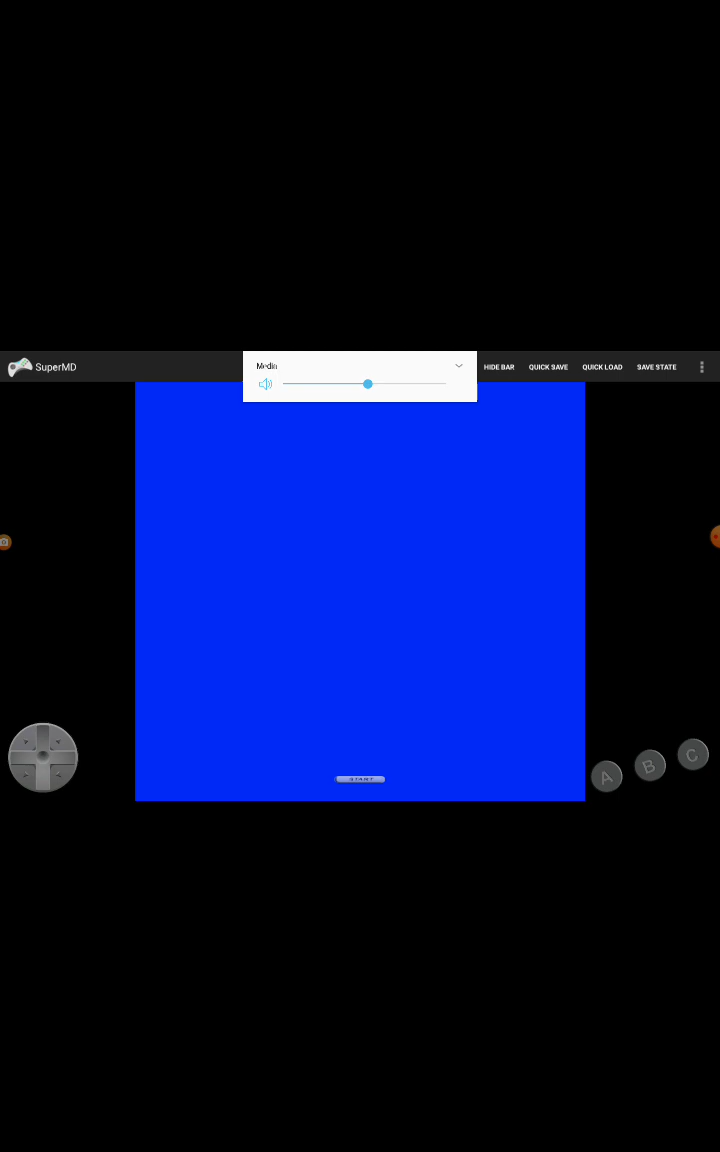 SuperMD
Media
HIDE BAR
QUICK SAVE
QUICK LOAD
SAVE STATE
START
A
B
C